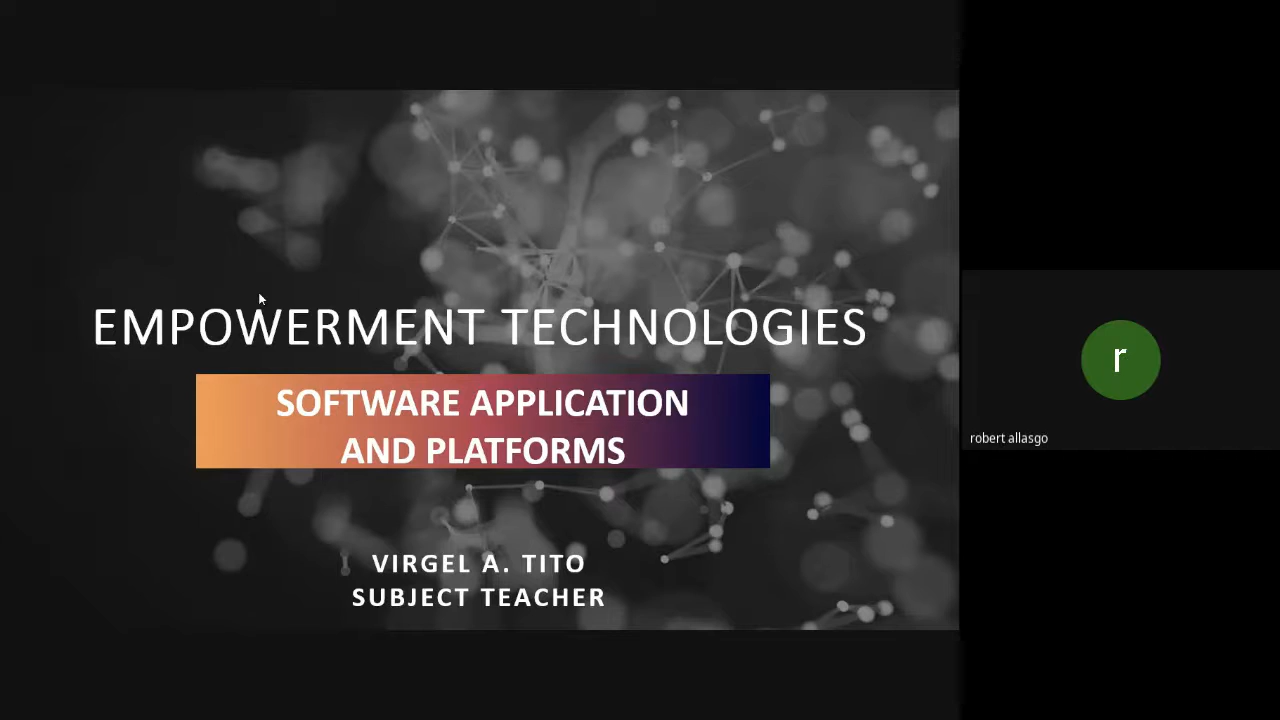 EMPOWERMENT TECHNOLOGIES
SOFTWARE APPLICATION
AND PLATFORMS
VIRGEL A. TITO
SUBJECT TEACHER
r
robert allasgo